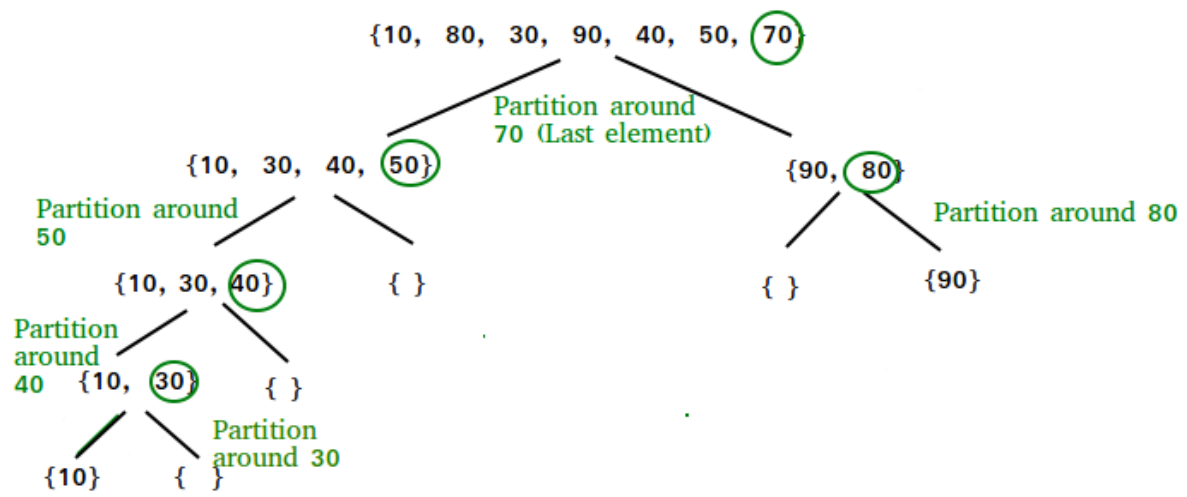 {10, 80, 30, 90, 40, 50, 70}
Partition around
70 (Last element)
{10, 30, 40, 50}
{90, 80}
Partition around
50
Partition around 80
{10, 30, 40}
{ }
{ }
{90}
Partition
around
40
{10, 30}
{ }
Partition
around 30
{10}
{ }